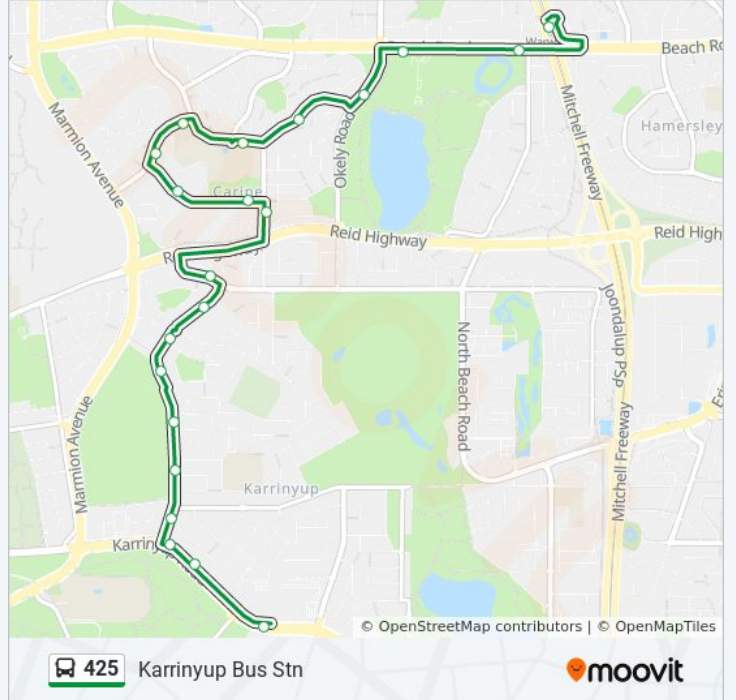 Beach Ro
Warw
Marmion Avenue
Mitchell Freeway
Hamersley
Okely Road
Carine
Reid Highway
Reid High
Joondalup PSP
North Beach Road
Marmion Avenue
Mitchell Freeway
Karrinyup
© OpenStreetMap contributors | © OpenMapTiles
425 Karrinyup Bus Stn
moovit